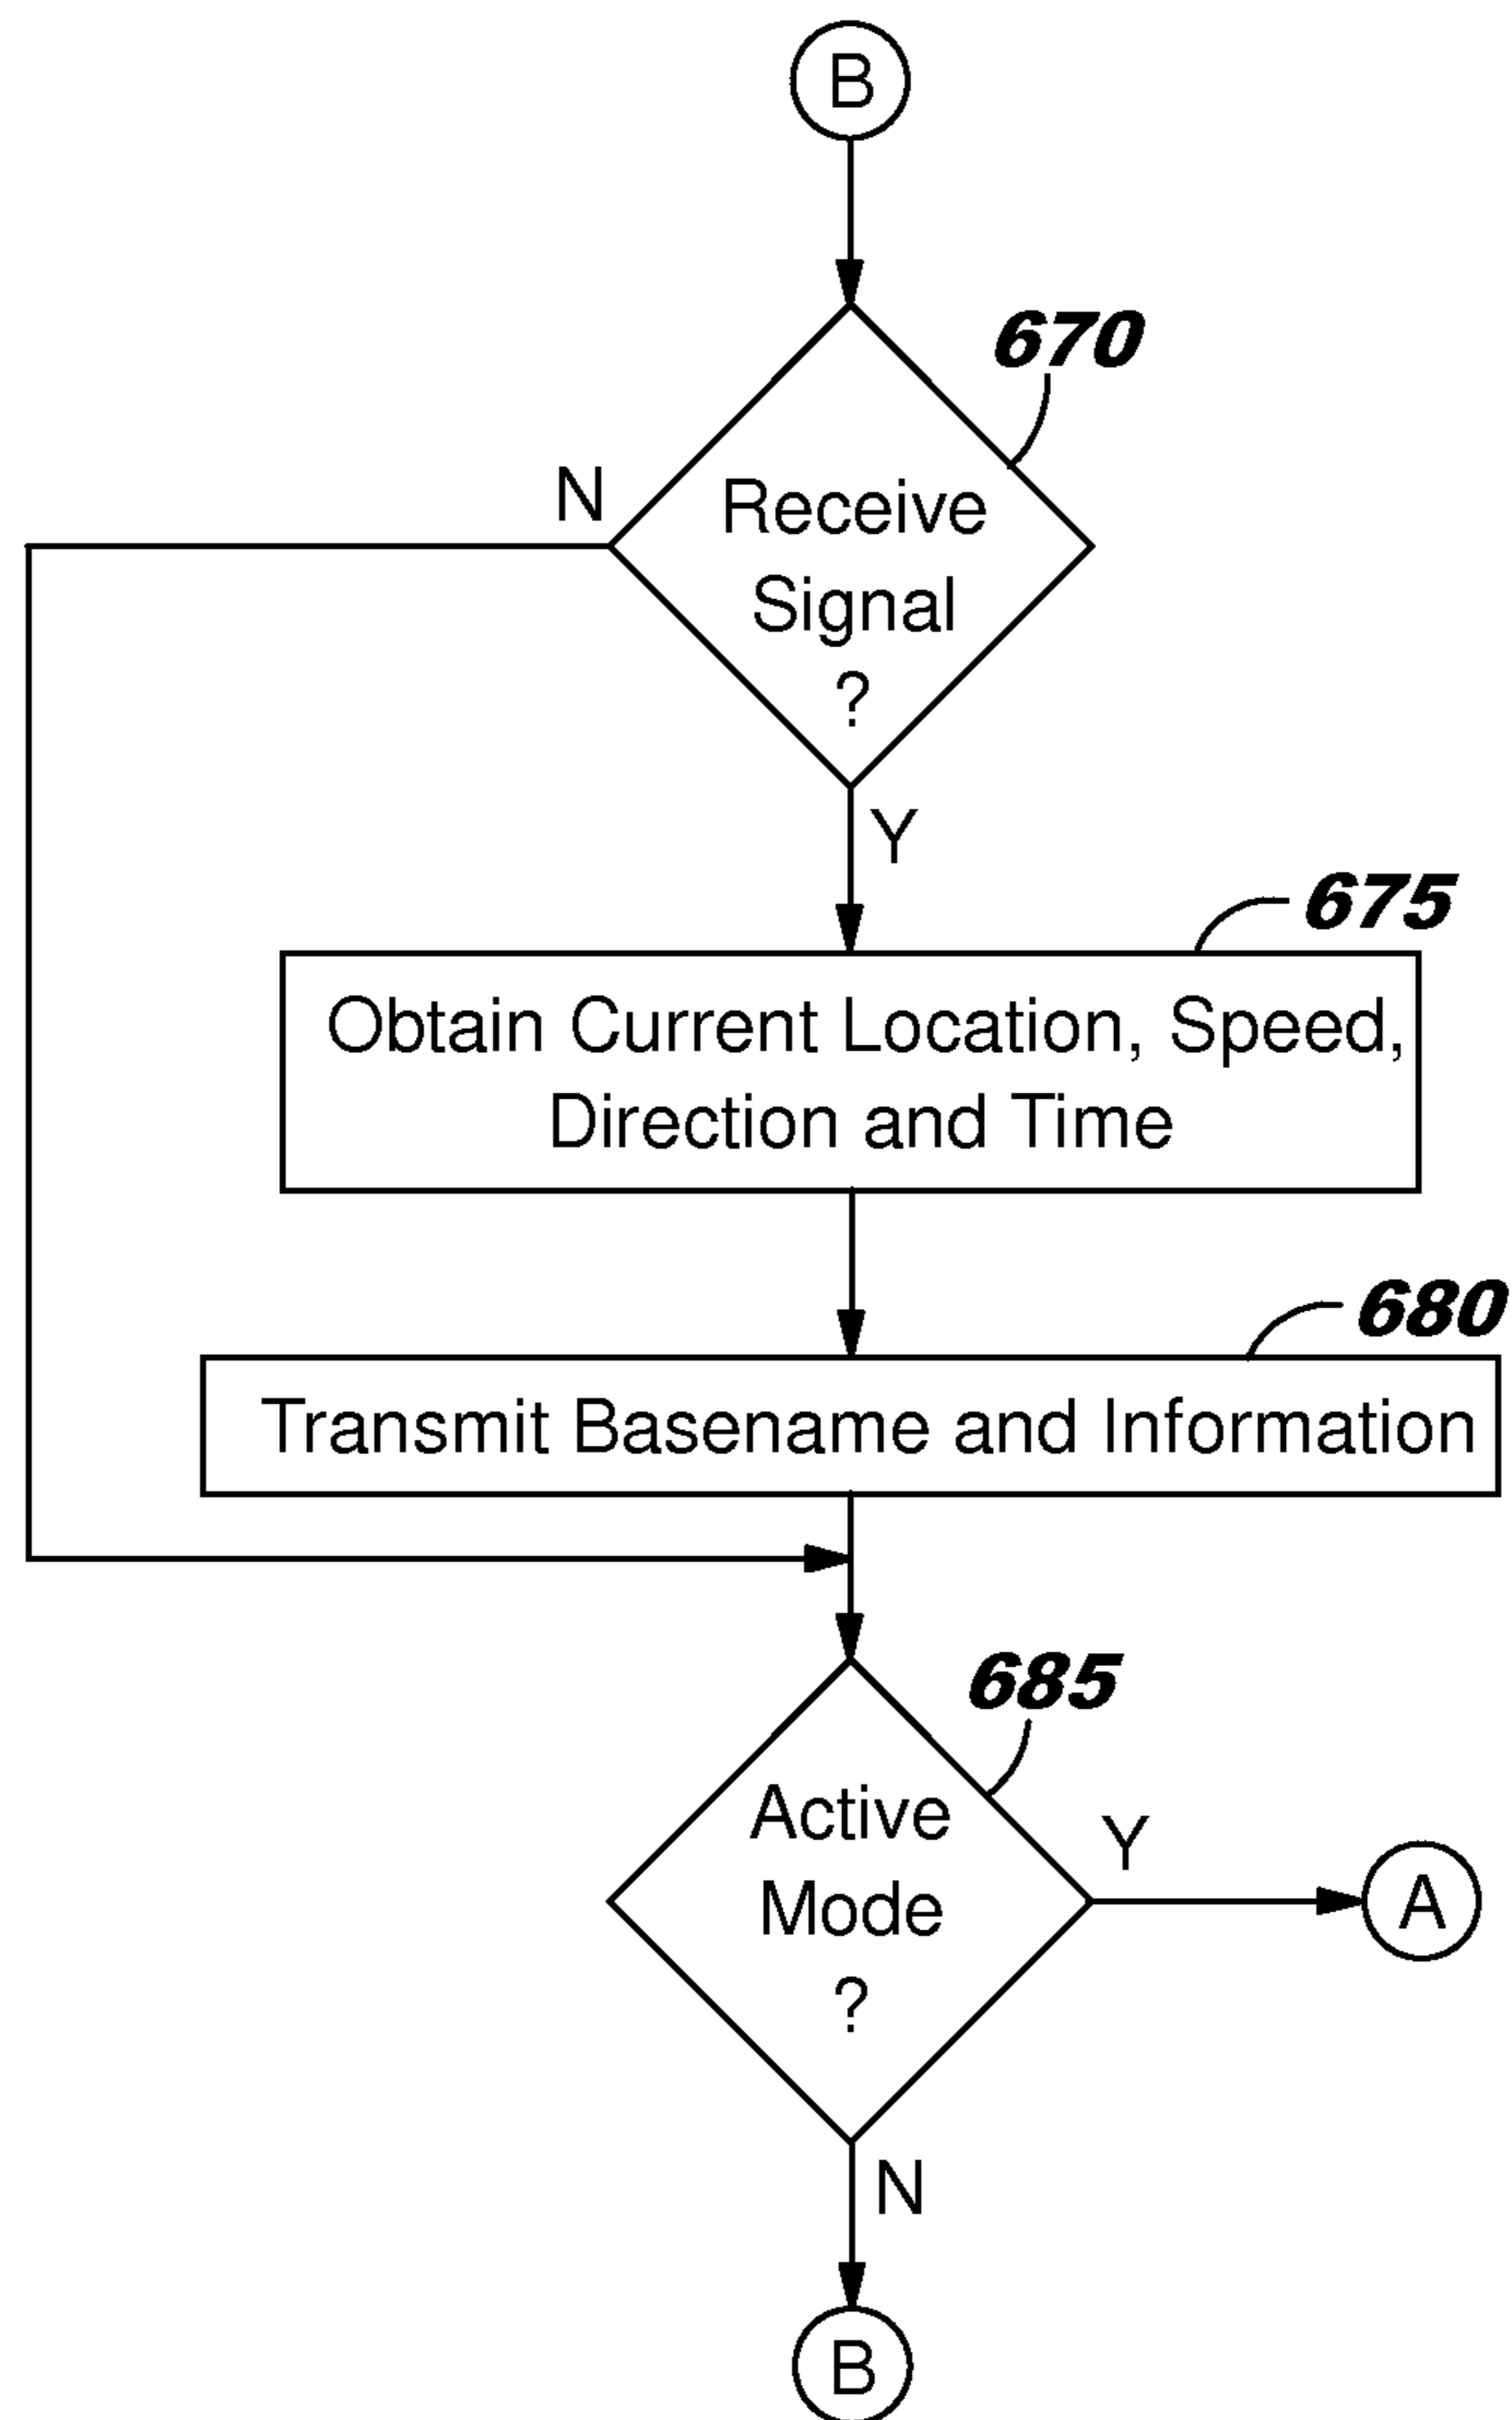 B
670
N
Receive
Signal
?
Y
675
Obtain Current Location, Speed,
Direction and Time
680
Transmit Basename and Information
685
Active
Mode
?
Y
A
N
B